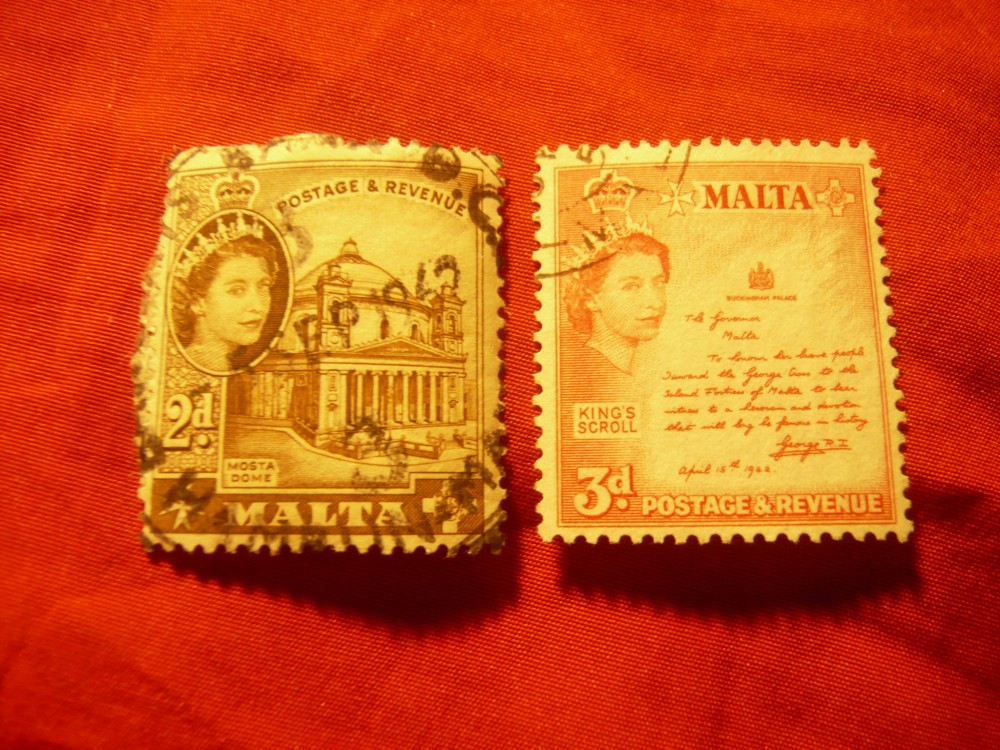 POSTAGE & REVENUE
2d.
MOSTA
DOME
MALTA
MALTA
BUCKINGHAM PALACE
The Governor
Malta
To honour her brave people
I award the George Cross to the
Island Fortress of Malta to bear
witness to a heroism and devotion
that will long be famous in history
George R.I.
April 15th 1942.
KING'S
SCROLL
3d. POSTAGE & REVENUE